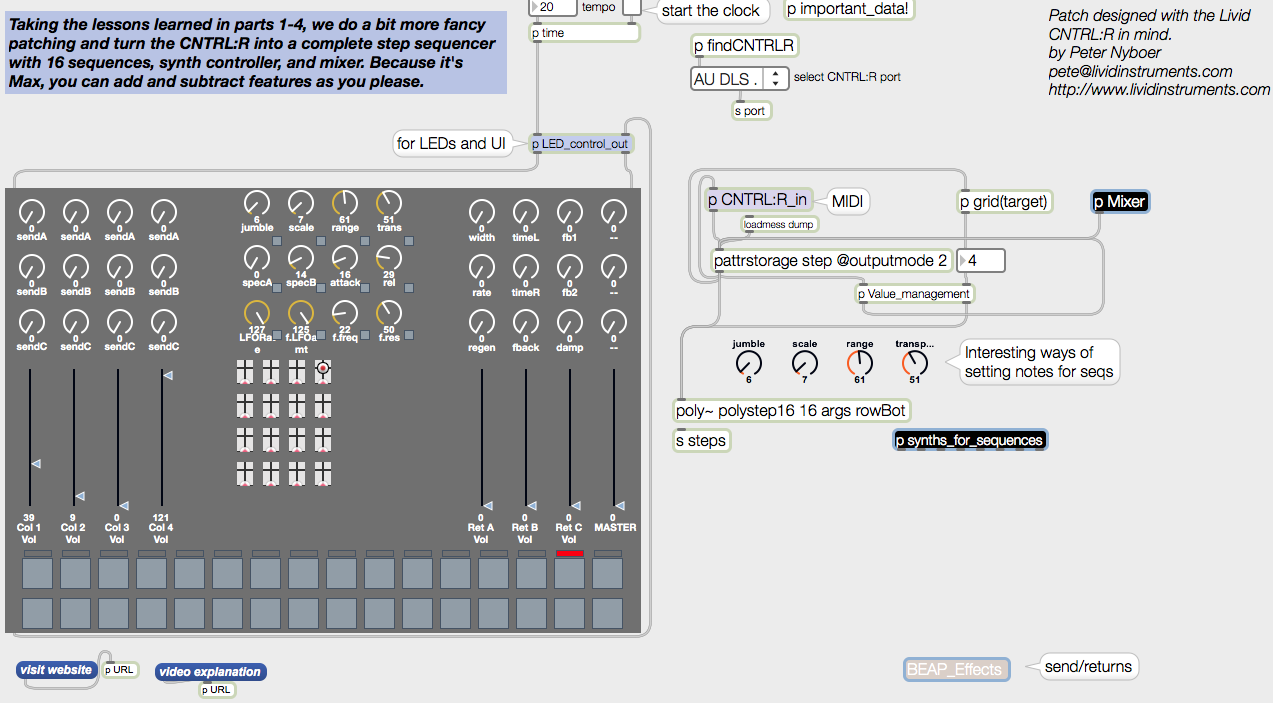 Taking the lessons learned in parts 1-4, we do a bit more fancy
patching and turn the CNTRL:R into a complete step sequencer
with 16 sequences, synth controller, and mixer. Because it's
Max, you can add and subtract features as you please.
20 tempo
start the clock
p important_data!
p time
Patch designed with the Livid
CNTRL:R in mind.
by Peter Nyboer
pete@lividinstruments.com
http://www.lividinstruments.com
p findCNTRLR
AU DLS . select CNTRL:R port
s port
for LEDs and UI
p LED_control_out
p CNTRL:R_in
MIDI
p grid(target)
p Mixer
loadmess dump
pattrstorage step @outputmode 2
4
p Value_management
jumble scale range transp...
6 7 61 51
Interesting ways of
setting notes for seqs
poly~ polystep16 16 args rowBot
s steps
p synths_for_sequences
0 0 0 0
sendA sendA sendA sendA
0 0 0 0
sendB sendB sendB sendB
0 0 0 0
sendC sendC sendC sendC
6 7 61 51
jumble scale range trans
0 14 16 29
specA specB attack rel
127 125 22 50
LFORa f.LFOa f.freq f.res
e mt
0 0 0 0
width timeL fb1 --
0 0 0 0
rate timeR fb2 --
0 0 0 0
regen fback damp --
39 9 0 121
Col 1 Col 2 Col 3 Col 4
Vol Vol Vol Vol
0 0 0 0
Ret A Ret B Ret C MASTER
Vol Vol Vol
visit website
p URL
video explanation
p URL
BEAP_Effects
send/returns